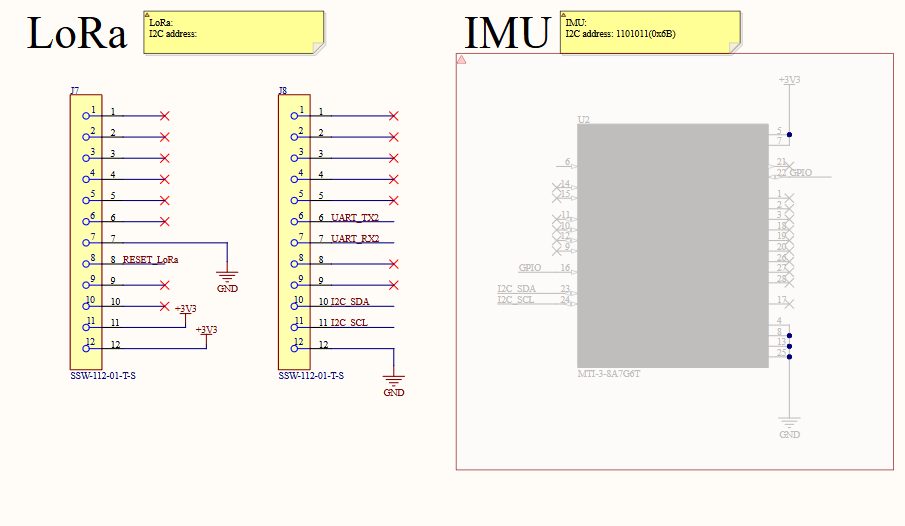 LoRa
LoRa:
I2C address:
IMU
IMU:
I2C address: 1101011(0x6B)
J7
1 1
2 2
3 3
4 4
5 5
6 6
7 7
8 8 RESET_LoRa
9 9
10 10
11 11
12 12
+3V3
+3V3
GND
SSW-112-01-T-S
J8
1 1
2 2
3 3
4 4
5 5
6 6 UART_TX2
7 7 UART_RX2
8 8
9 9
10 10 I2C_SDA
11 11 I2C_SCL
12 12
GND
SSW-112-01-T-S
+3V3
U2
6
14
15
11
10
12
9
GPIO 16
I2C_SDA 23
I2C_SCL 24
5
7
21
22 GPIO
1
2
3
18
19
20
26
27
28
17
4
8
13
25
MTI-3-8A7G6T
GND